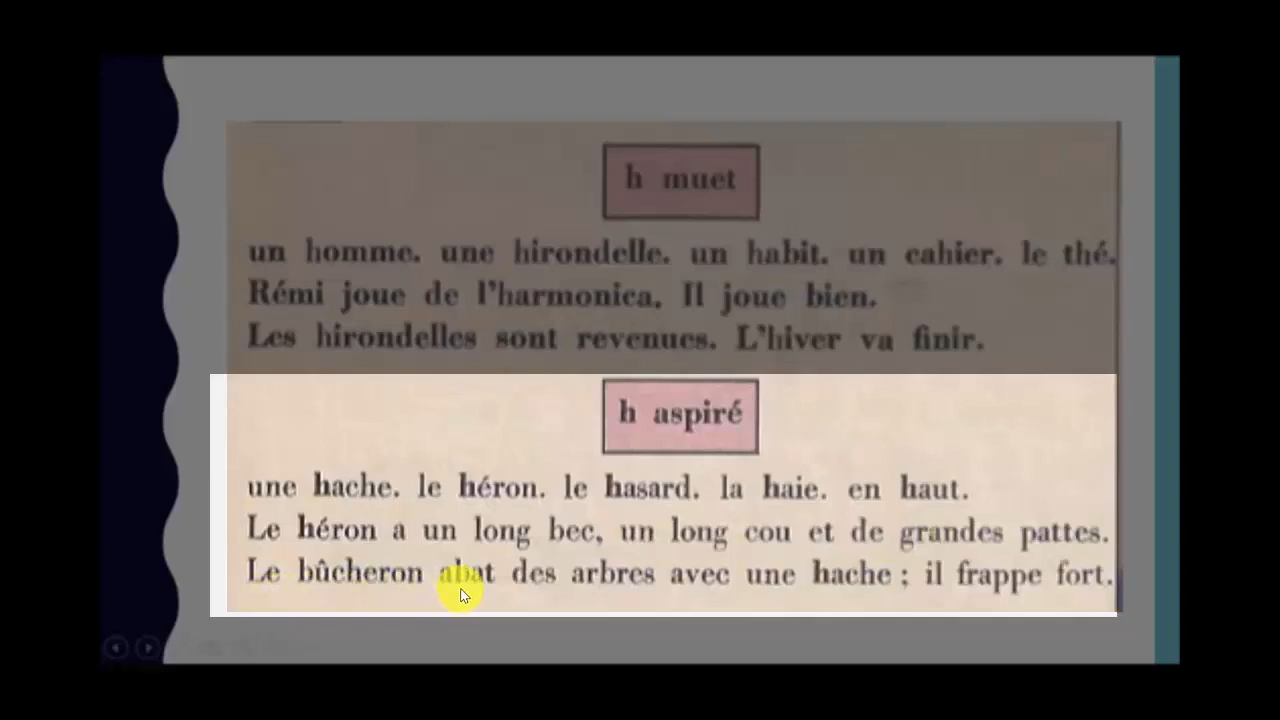 h muet
un homme. une hirondelle. un habit. un cahier. le thé.
Rémi joue de l'harmonica. Il joue bien.
Les hirondelles sont revenues. L'hiver va finir.
h aspiré
une hache. le héron. le hasard. la haie. en haut.
Le héron a un long bec, un long cou et de grandes pattes.
Le bûcheron abat des arbres avec une hache ; il frappe fort.